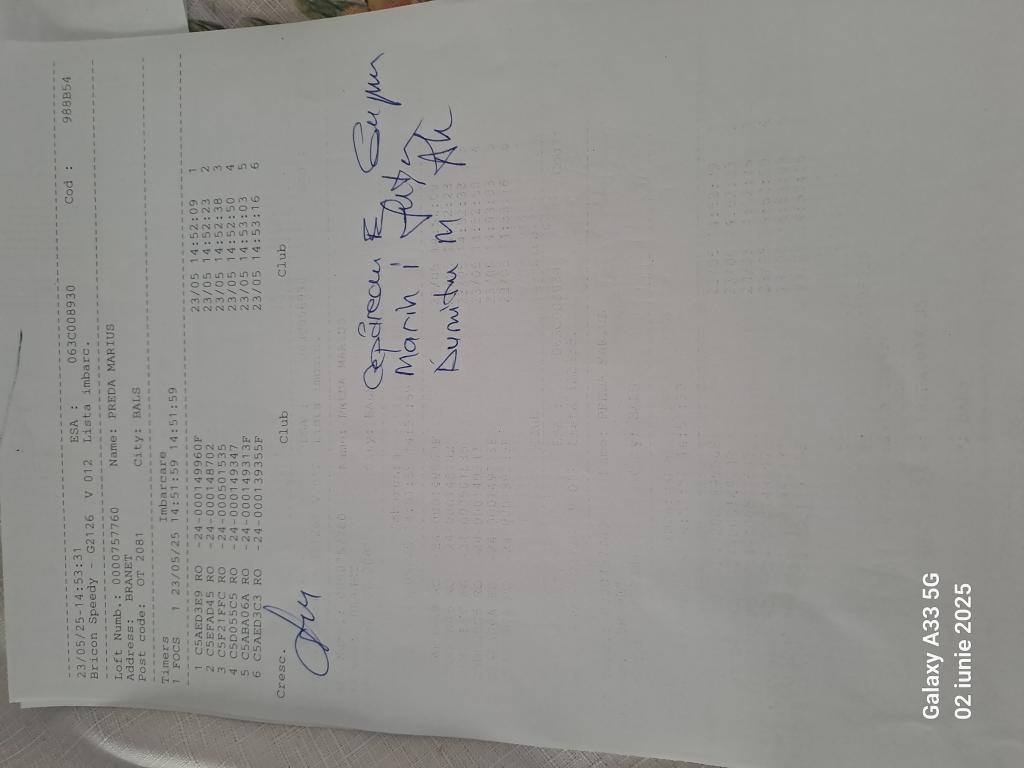 23/05/25-14:53:31 ESA : 063C008930 Cod : 988B54
Bricon Speedy - G2126 V 012 Lista imbarc.
Loft Numb.: 0000757760 Name: PREDA MARIUS
Address: BRANET
Post code: OT 2081 City: BALS
Timers Imbarcare
1 FOCS 1 23/05/25 14:51:59 14:51:59
1 C5AED3E9 RO -24-000149960F 23/05 14:52:09 1
2 C5EFAD45 RO -24-000148702 23/05 14:52:23 2
3 C5F21FFC RO -24-000501535 23/05 14:52:38 3
4 C5D055C5 RO -24-000149347 23/05 14:52:50 4
5 C5ABA06A RO -24-000149313F 23/05 14:53:03 5
6 C5AED3C3 RO -24-000139355F 23/05 14:53:16 6
Cresc. Club Club
E
Marin i
Dumitru M
Galaxy A33 5G
02 iunie 2025